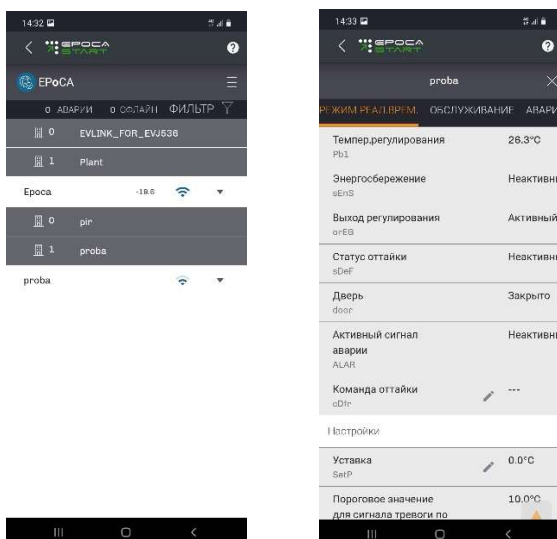 14:32
EPOCA
START
EPoCA
0 АВАРИИ 0 ОФЛАЙН ФИЛЬТР
0 EVLINK_FOR_EVJ536
1 Plant
Epoca -19.6
0 pir
1 proba
proba
14:33
EPOCA
START
proba
РЕЖИМ РЕАЛ.ВРЕМ. ОБСЛУЖИВАНИЕ АВАРИ
Темпер.регулирования 26.3°C
Pb1
Энергосбережение Неактивн
sEnS
Выход регулирования Активный
orEG
Статус оттайки Неактивн
sDeF
Дверь Закрыто
door
Активный сигнал Неактивн
аварии
ALAR
Команда оттайки ---
cDfr
Настройки
Уставка 0.0°C
SetP
Пороговое значение 10.0°C
для сигнала тревоги по